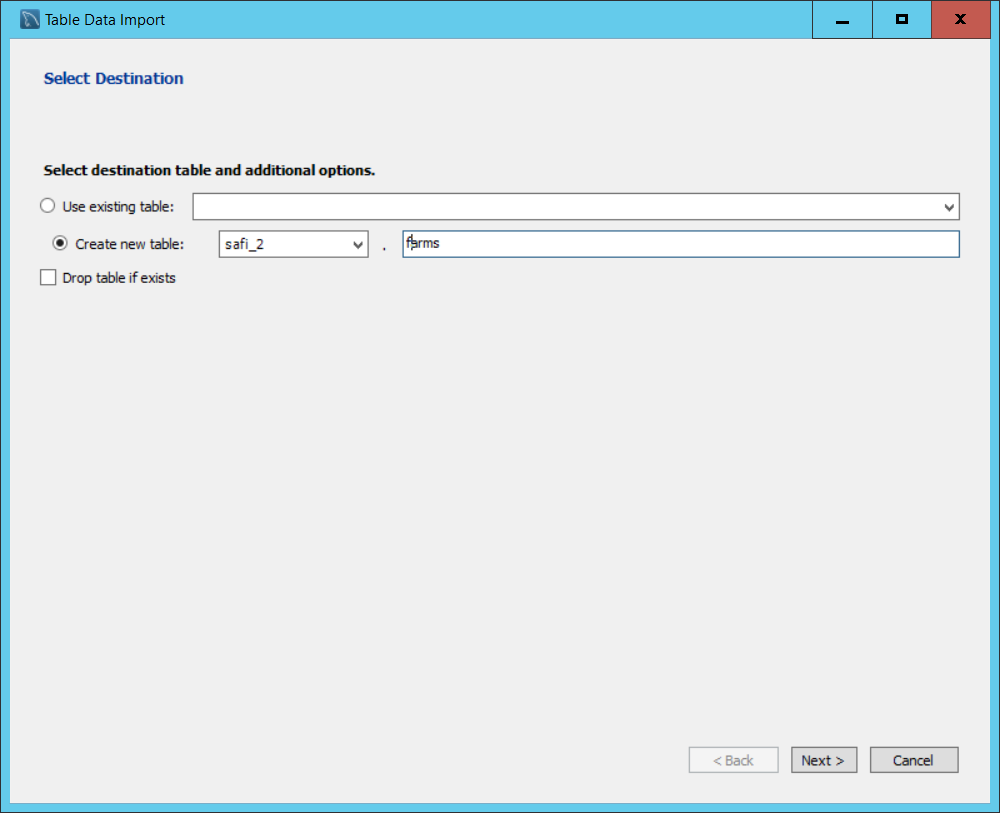 Table Data Import
Select Destination
Select destination table and additional options.
Use existing table:
Create new table: safi_2 . farms
Drop table if exists
< Back Next > Cancel